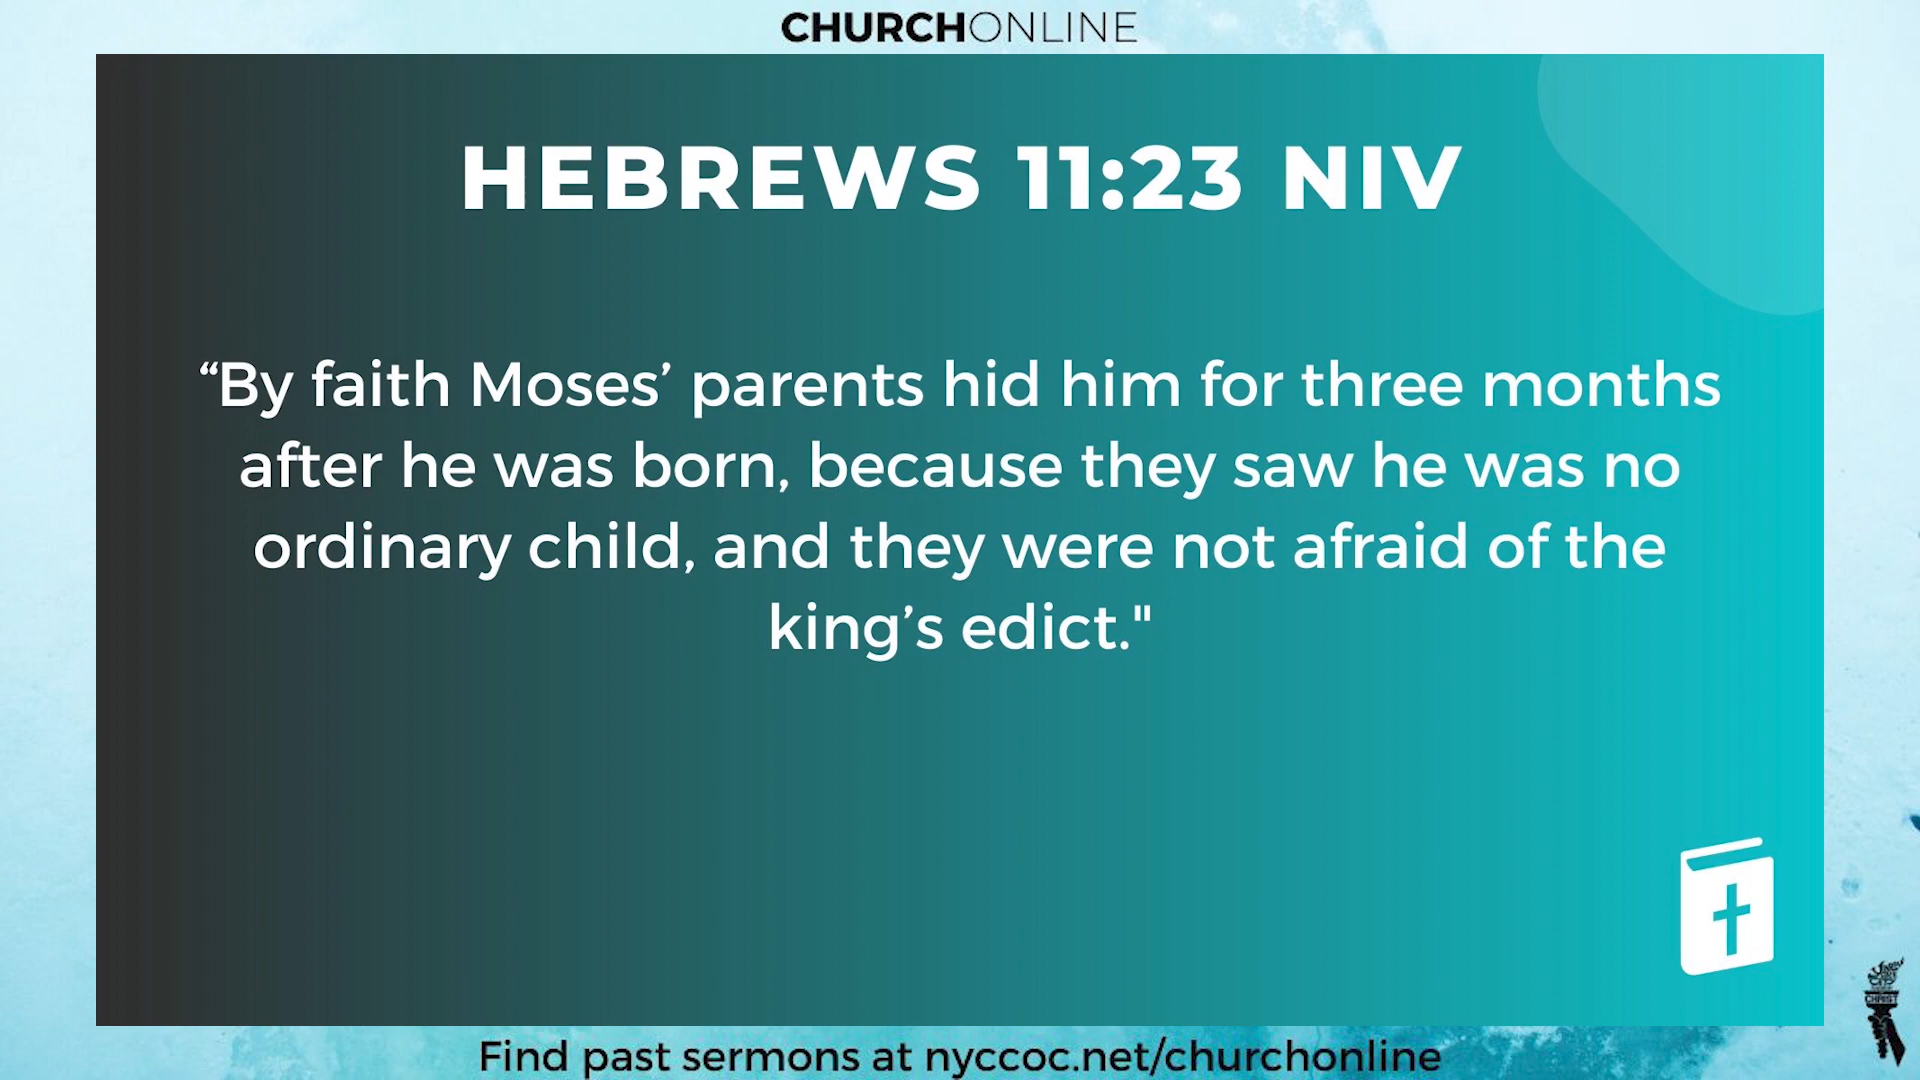 CHURCHONLINE
HEBREWS 11:23 NIV
“By faith Moses’ parents hid him for three months
after he was born, because they saw he was no
ordinary child, and they were not afraid of the
king’s edict."
CHRIST
Find past sermons at nyccoc.net/churchonline